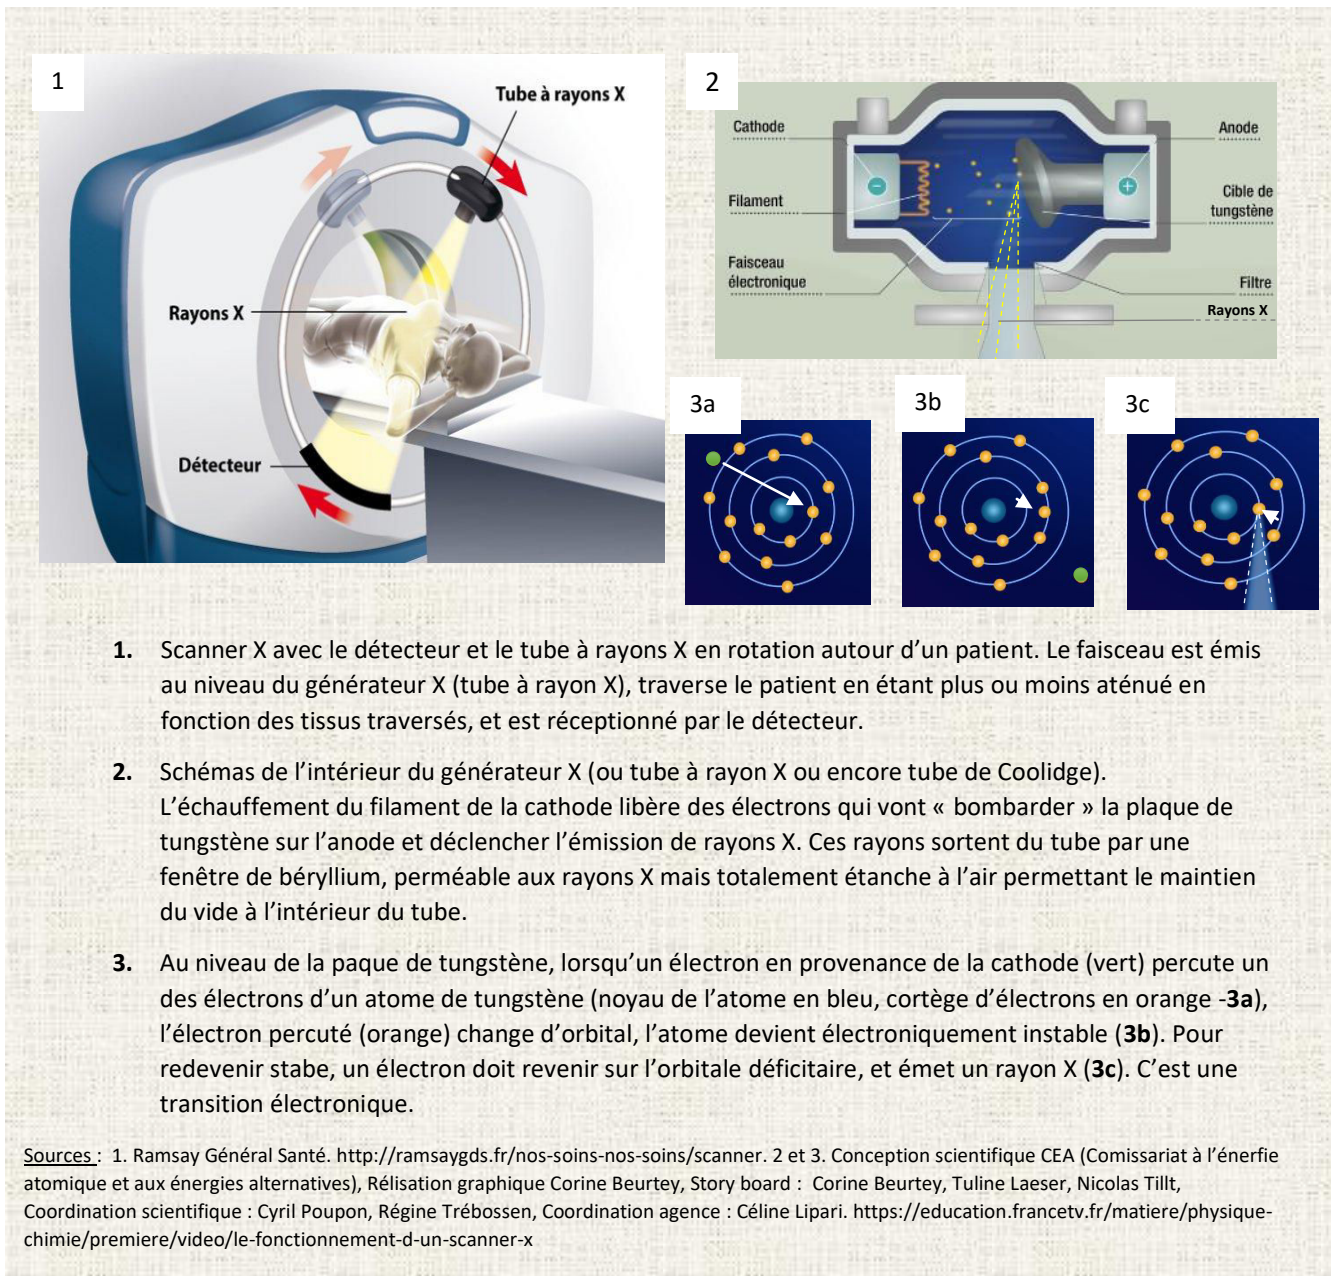 1
Tube à rayons X
Rayons X
Détecteur
2
Cathode
Anode
Filament
Cible de
tungstène
Faisceau
électronique
Filtre
Rayons X
3a
3b
3c
1. Scanner X avec le détecteur et le tube à rayons X en rotation autour d’un patient. Le faisceau est émis
au niveau du générateur X (tube à rayon X), traverse le patient en étant plus ou moins aténué en
fonction des tissus traversés, et est réceptionné par le détecteur.
2. Schémas de l’intérieur du générateur X (ou tube à rayon X ou encore tube de Coolidge).
L’échauffement du filament de la cathode libère des électrons qui vont « bombarder » la plaque de
tungstène sur l’anode et déclencher l’émission de rayons X. Ces rayons sortent du tube par une
fenêtre de béryllium, perméable aux rayons X mais totalement étanche à l’air permettant le maintien
du vide à l’intérieur du tube.
3. Au niveau de la paque de tungstène, lorsqu’un électron en provenance de la cathode (vert) percute un
des électrons d’un atome de tungstène (noyau de l’atome en bleu, cortège d’électrons en orange -3a),
l’électron percuté (orange) change d’orbital, l’atome devient électroniquement instable (3b). Pour
redevenir stabe, un électron doit revenir sur l’orbitale déficitaire, et émet un rayon X (3c). C’est une
transition électronique.
Sources : 1. Ramsay Général Santé. http://ramsaygds.fr/nos-soins-nos-soins/scanner. 2 et 3. Conception scientifique CEA (Comissariat à l’énerfie
atomique et aux énergies alternatives), Rélisation graphique Corine Beurtey, Story board : Corine Beurtey, Tuline Laeser, Nicolas Tillt,
Coordination scientifique : Cyril Poupon, Régine Trébossen, Coordination agence : Céline Lipari. https://education.francetv.fr/matiere/physique-
chimie/premiere/video/le-fonctionnement-d-un-scanner-x